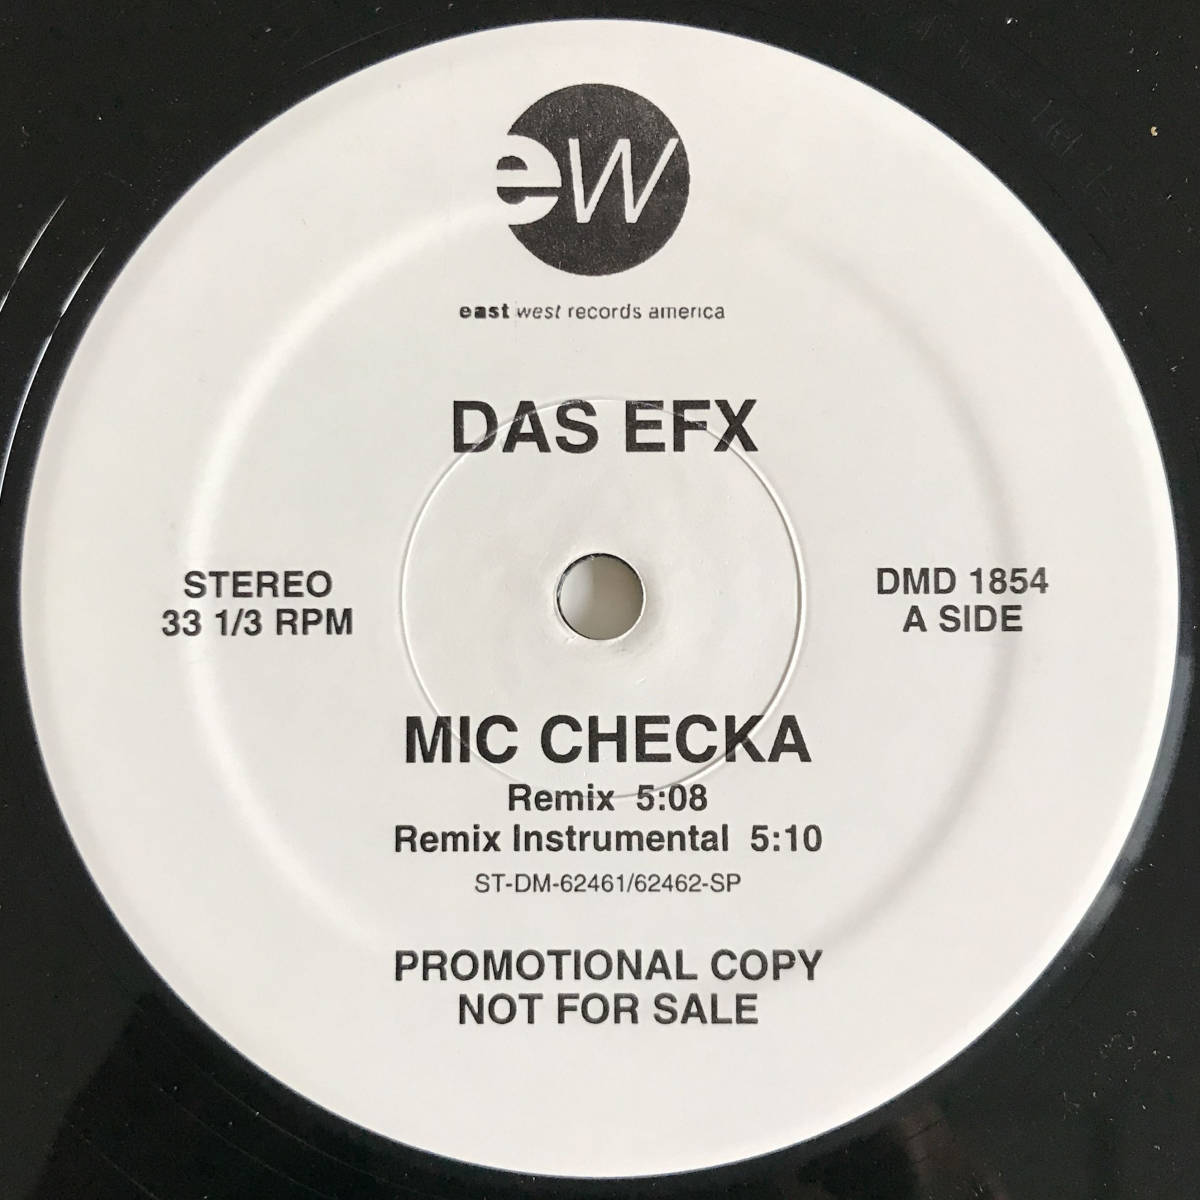 ew
east west records america
DAS EFX
STEREO
33 1/3 RPM
DMD 1854
A SIDE
MIC CHECKA
Remix 5:08
Remix Instrumental 5:10
ST-DM-62461/62462-SP
PROMOTIONAL COPY
NOT FOR SALE